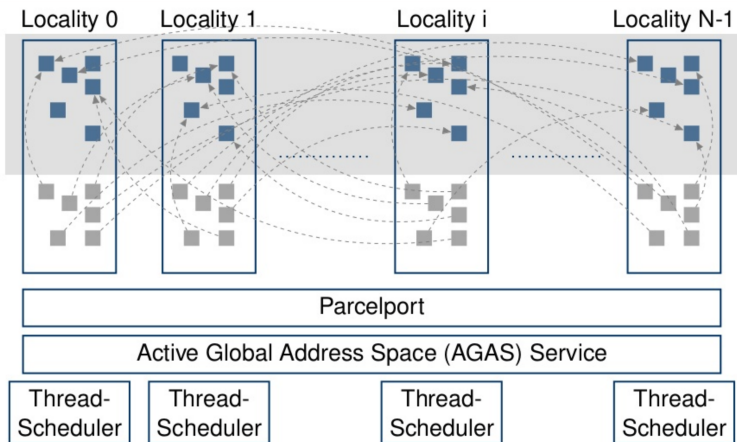 Locality 0
Locality 1
Locality i
Locality N-1
Parcelport
Active Global Address Space (AGAS) Service
Thread-
Scheduler
Thread-
Scheduler
Thread-
Scheduler
Thread-
Scheduler